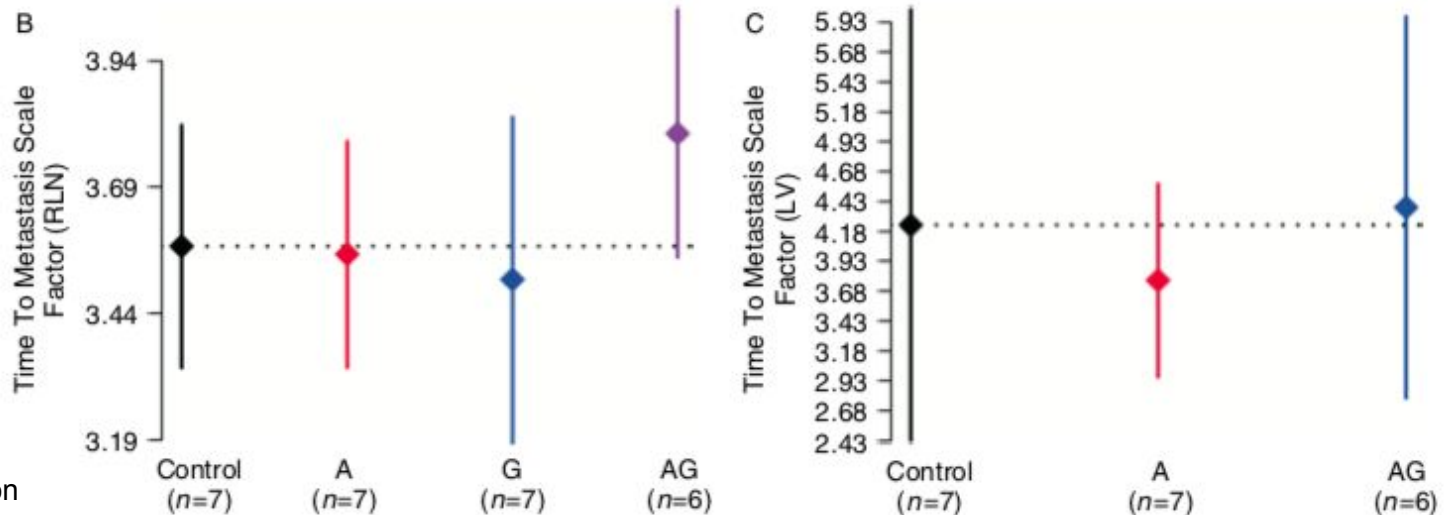 B
Time To Metastasis Scale
Factor (RLN)
3.94
3.69
3.44
3.19
Control
(n=7)
A
(n=7)
G
(n=7)
AG
(n=6)
C
Time To Metastasis Scale
Factor (LV)
5.93
5.68
5.43
5.18
4.93
4.68
4.43
4.18
3.93
3.68
3.43
3.18
2.93
2.68
2.43
Control
(n=7)
A
(n=7)
AG
(n=6)